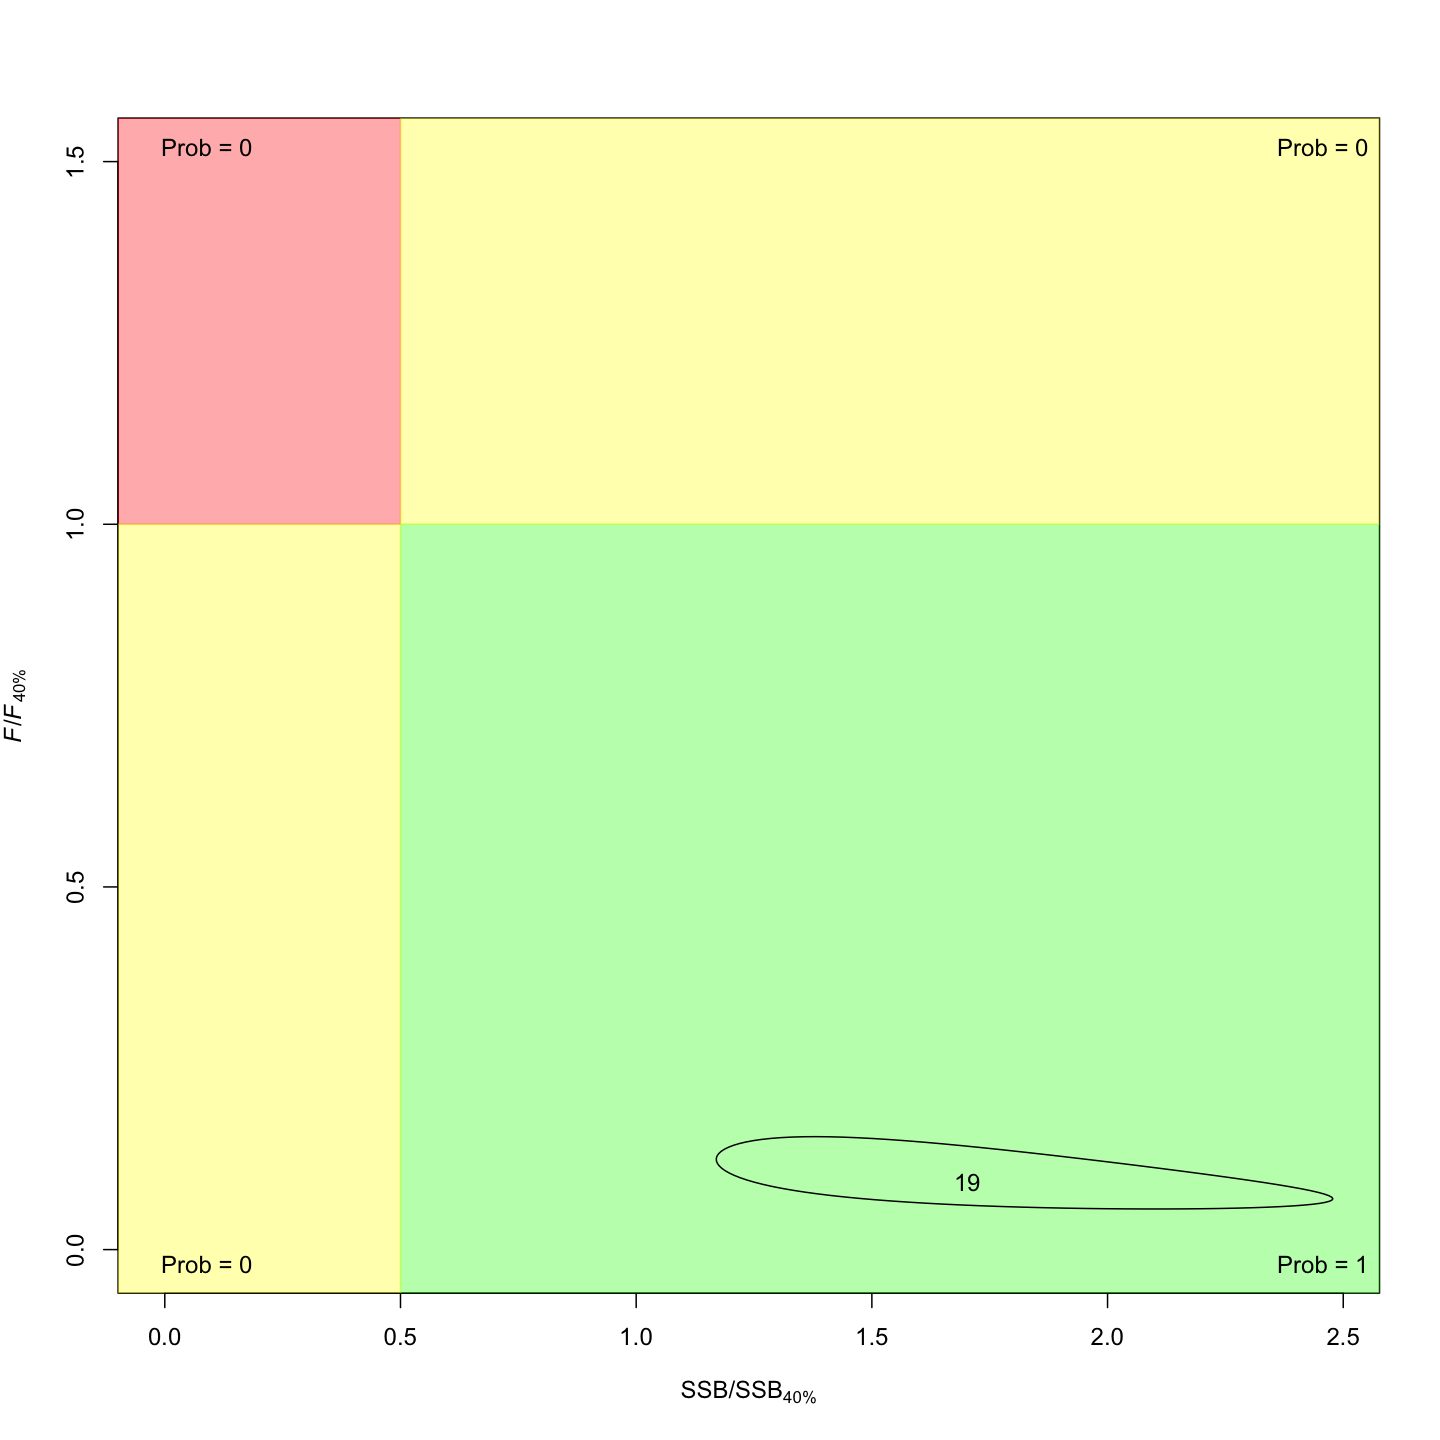 Prob = 0
Prob = 0
1.5
1.0
F/F40%
0.5
19
0.0
Prob = 0
Prob = 1
0.0 0.5 1.0 1.5 2.0 2.5
SSB/SSB40%